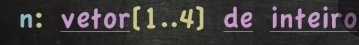 n: vetor[1..4] de inteiro